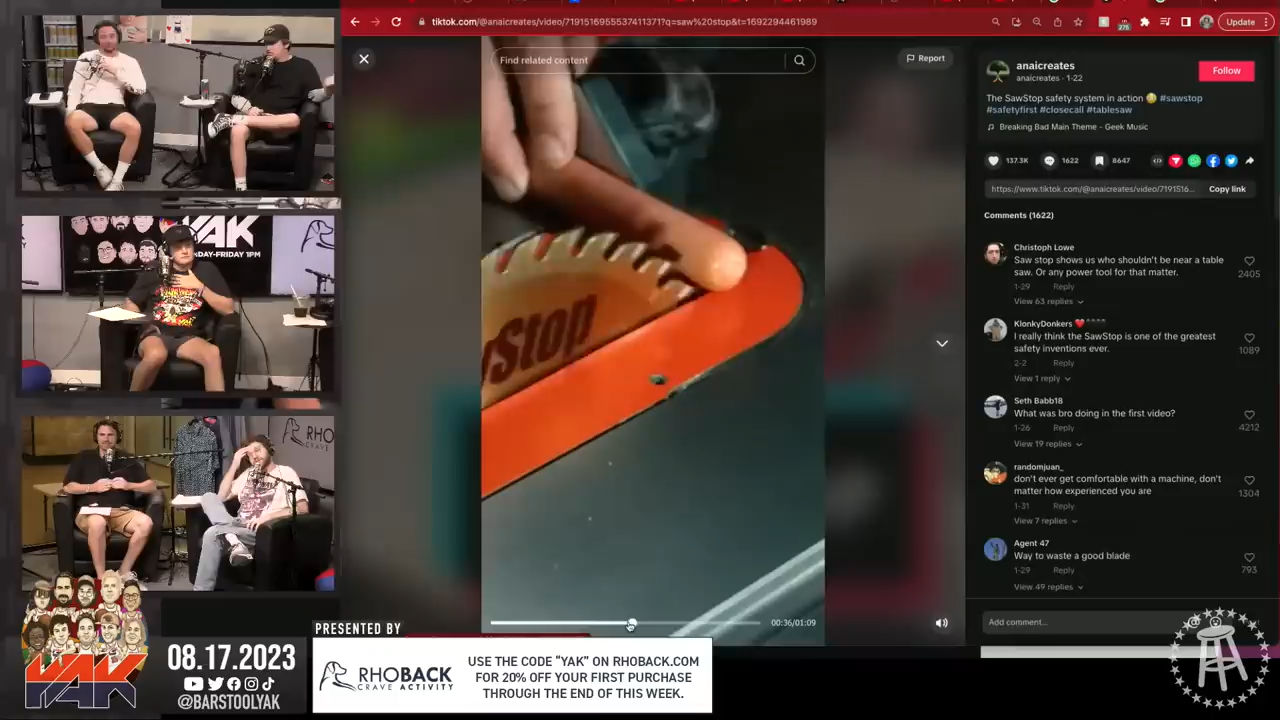 tiktok.com/@anaicreates/video/7191516955537411371?q=saw%20stop&t=1692294461989
275
Update
Find related content
Report
anaicreates
anaicreates · 1-22
Follow
The SawStop safety system in action 😳 #sawstop
#safetyfirst #closecall #tablesaw
Breaking Bad Main Theme - Geek Music
137.3K
1622
8647
https://www.tiktok.com/@anaicreates/video/7191516...
Copy link
Comments (1622)
Christoph Lowe
Saw stop shows us who shouldn't be near a table
saw. Or any power tool for that matter.
2405
1-29 Reply
View 63 replies
KlonkyDonkers
I really think the SawStop is one of the greatest
safety inventions ever.
1089
2-2 Reply
View 1 reply
Seth Babb18
What was bro doing in the first video?
4212
1-26 Reply
View 19 replies
randomjuan_
don't ever get comfortable with a machine, don't
matter how experienced you are
1304
1-31 Reply
View 7 replies
Agent 47
Way to waste a good blade
793
1-29 Reply
View 49 replies
Add comment...
Stop
00:36/01:09
YAK
DAY-FRIDAY 1PM
RHO
CRAVE
YAK
08.17.2023
@BARSTOOLYAK
PRESENTED BY
RHOBACK
CRAVE ACTIVITY
USE THE CODE "YAK" ON RHOBACK.COM
FOR 20% OFF YOUR FIRST PURCHASE
THROUGH THE END OF THIS WEEK.